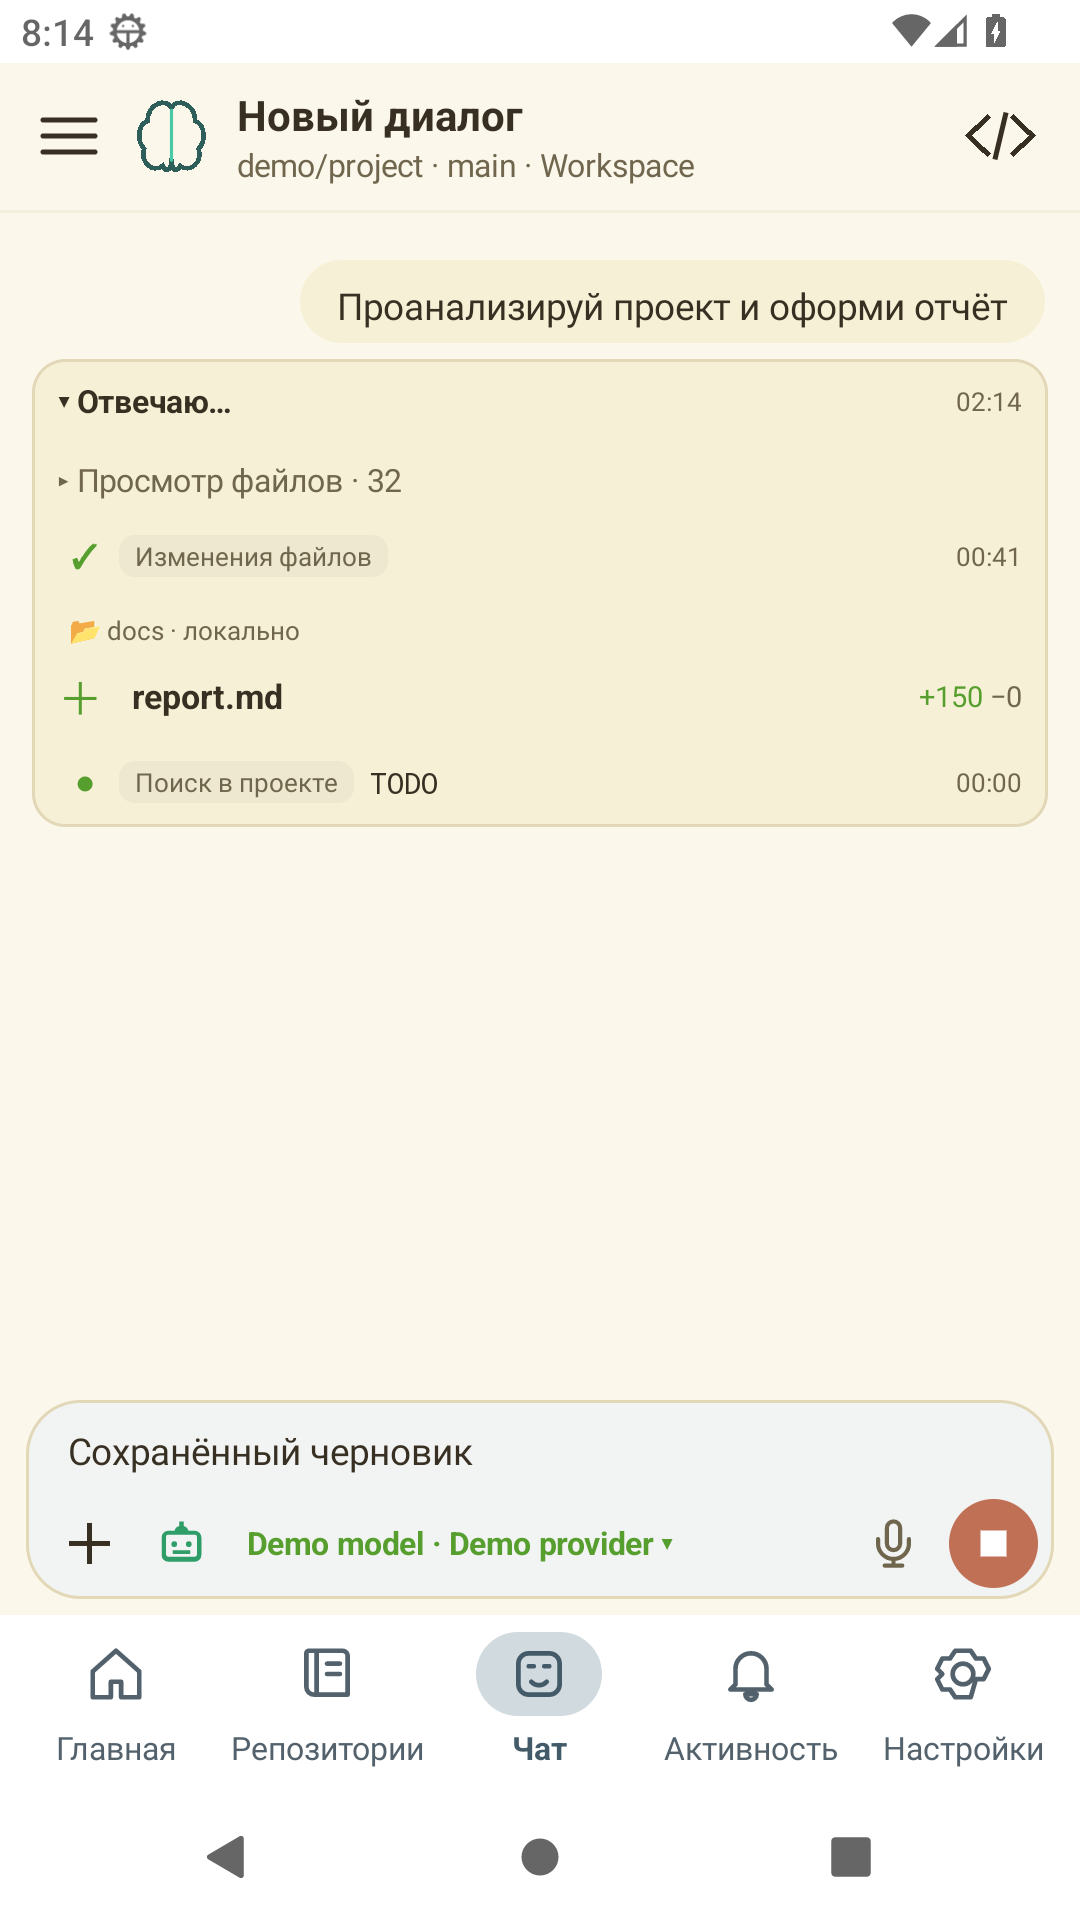 8:14
Новый диалог
demo/project · main · Workspace
Проанализируй проект и оформи отчёт
▾ Отвечаю… 02:14
▸ Просмотр файлов · 32
✓ Изменения файлов 00:41
📂 docs · локально
+ report.md +150 −0
● Поиск в проекте TODO 00:00
Сохранённый черновик
Demo model · Demo provider ▾
Главная Репозитории Чат Активность Настройки